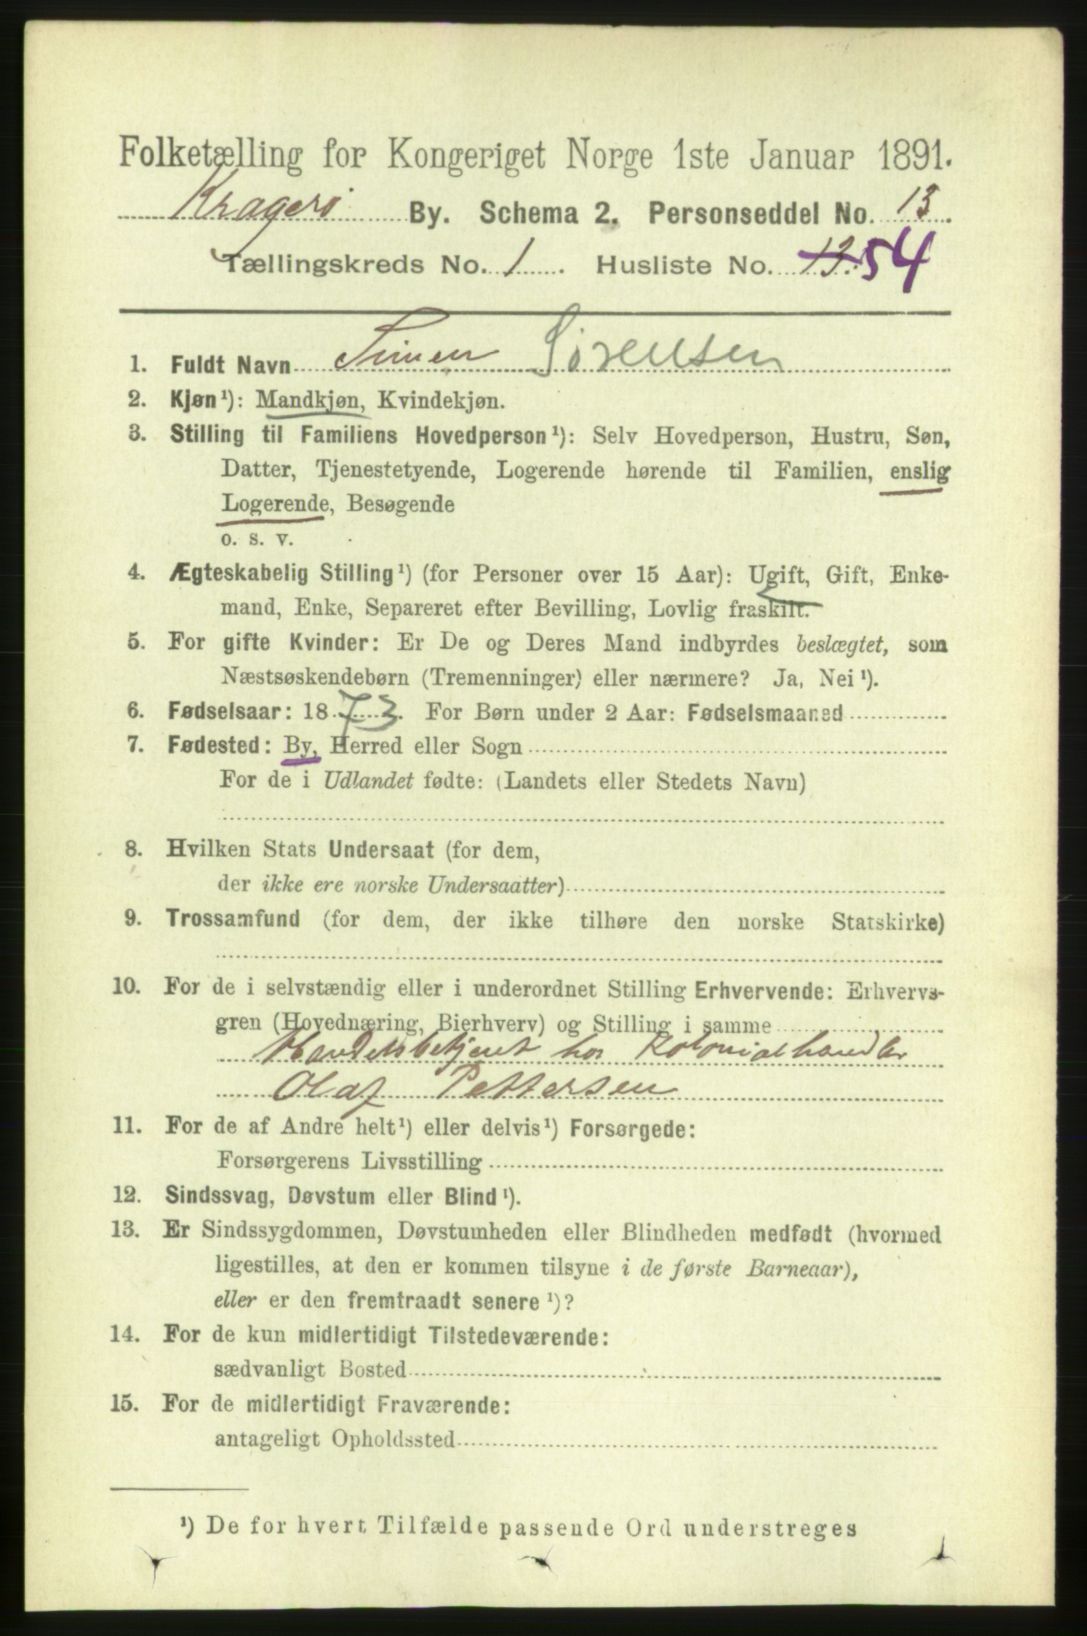 Folketælling for Kongeriget Norge 1ste Januar 1891.
Kragerø By. Schema 2. Personseddel No. 13.
Tællingskreds No. 1. Husliste No. 13. 54
1. Fuldt Navn Simen Sørensen
2. Kjøn¹): Mandkjøn, Kvindekjøn.
3. Stilling til Familiens Hovedperson¹): Selv Hovedperson, Hustru, Søn,
Datter, Tjenestetyende, Logerende hørende til Familien, enslig
Logerende, Besøgende
o. s. v.
4. Ægteskabelig Stilling¹) (for Personer over 15 Aar): Ugift, Gift, Enke-
mand, Enke, Separeret efter Bevilling, Lovlig fraskilt.
5. For gifte Kvinder: Er De og Deres Mand indbyrdes beslægtet, som
Næstsøskendebørn (Tremenninger) eller nærmere? Ja, Nei¹).
6. Fødselsaar: 1873. For Børn under 2 Aar: Fødselsmaaned
7. Fødested: By, Herred eller Sogn
For de i Udlandet fødte: (Landets eller Stedets Navn)
8. Hvilken Stats Undersaat (for dem,
der ikke ere norske Undersaatter)
9. Trossamfund (for dem, der ikke tilhøre den norske Statskirke)
10. For de i selvstændig eller i underordnet Stilling Erhvervende: Erhvervs-
gren (Hovednæring, Bierhverv) og Stilling i samme
Handelsbetjent hos Kolonialhandler
Olaf Pettersen
11. For de af Andre helt¹) eller delvis¹) Forsørgede:
Forsørgerens Livsstilling
12. Sindssvag, Døvstum eller Blind¹).
13. Er Sindssygdommen, Døvstumheden eller Blindheden medfødt (hvormed
ligestilles, at den er kommen tilsyne i de første Barneaar),
eller er den fremtraadt senere¹)?
14. For de kun midlertidigt Tilstedeværende:
sædvanligt Bosted
15. For de midlertidigt Fraværende:
antageligt Opholdssted
¹) De for hvert Tilfælde passende Ord understreges